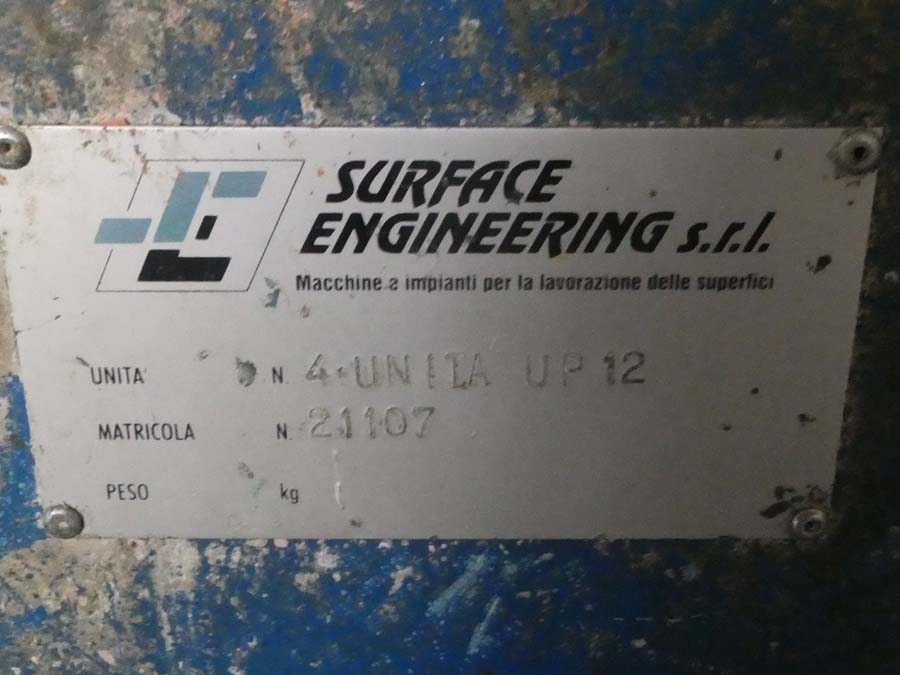 SURFACE
ENGINEERING s.r.l.
Macchine e impianti per la lavorazione delle superfici
UNITA' N. 4 UNITA UP 12
MATRICOLA N. 21107
PESO kg